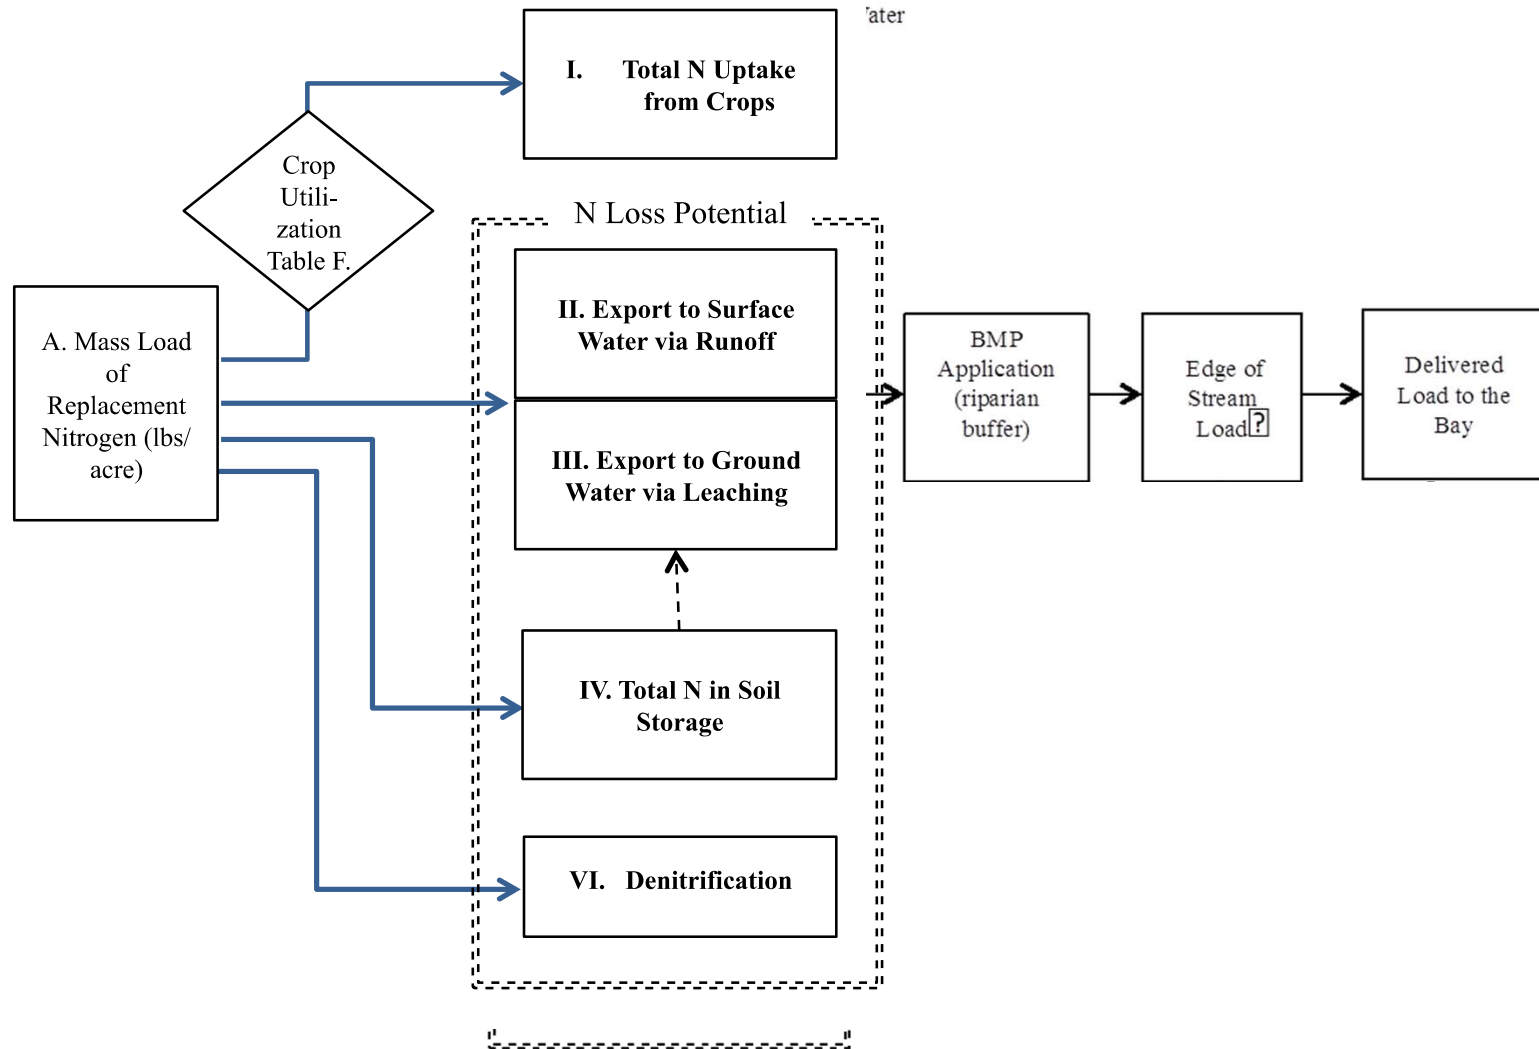 ater
I. Total N Uptake
from Crops
Crop
Utili-
zation
Table F.
N Loss Potential
II. Export to Surface
Water via Runoff
A. Mass Load
of
Replacement
Nitrogen (lbs/
acre)
BMP
Application
(riparian
buffer)
Edge of
Stream
Load
Delivered
Load to the
Bay
III. Export to Ground
Water via Leaching
IV. Total N in Soil
Storage
VI. Denitrification